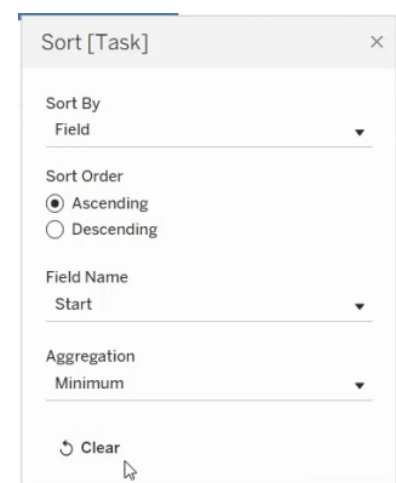 Sort [Task]
Sort By
Field
Sort Order
Ascending
Descending
Field Name
Start
Aggregation
Minimum
Clear